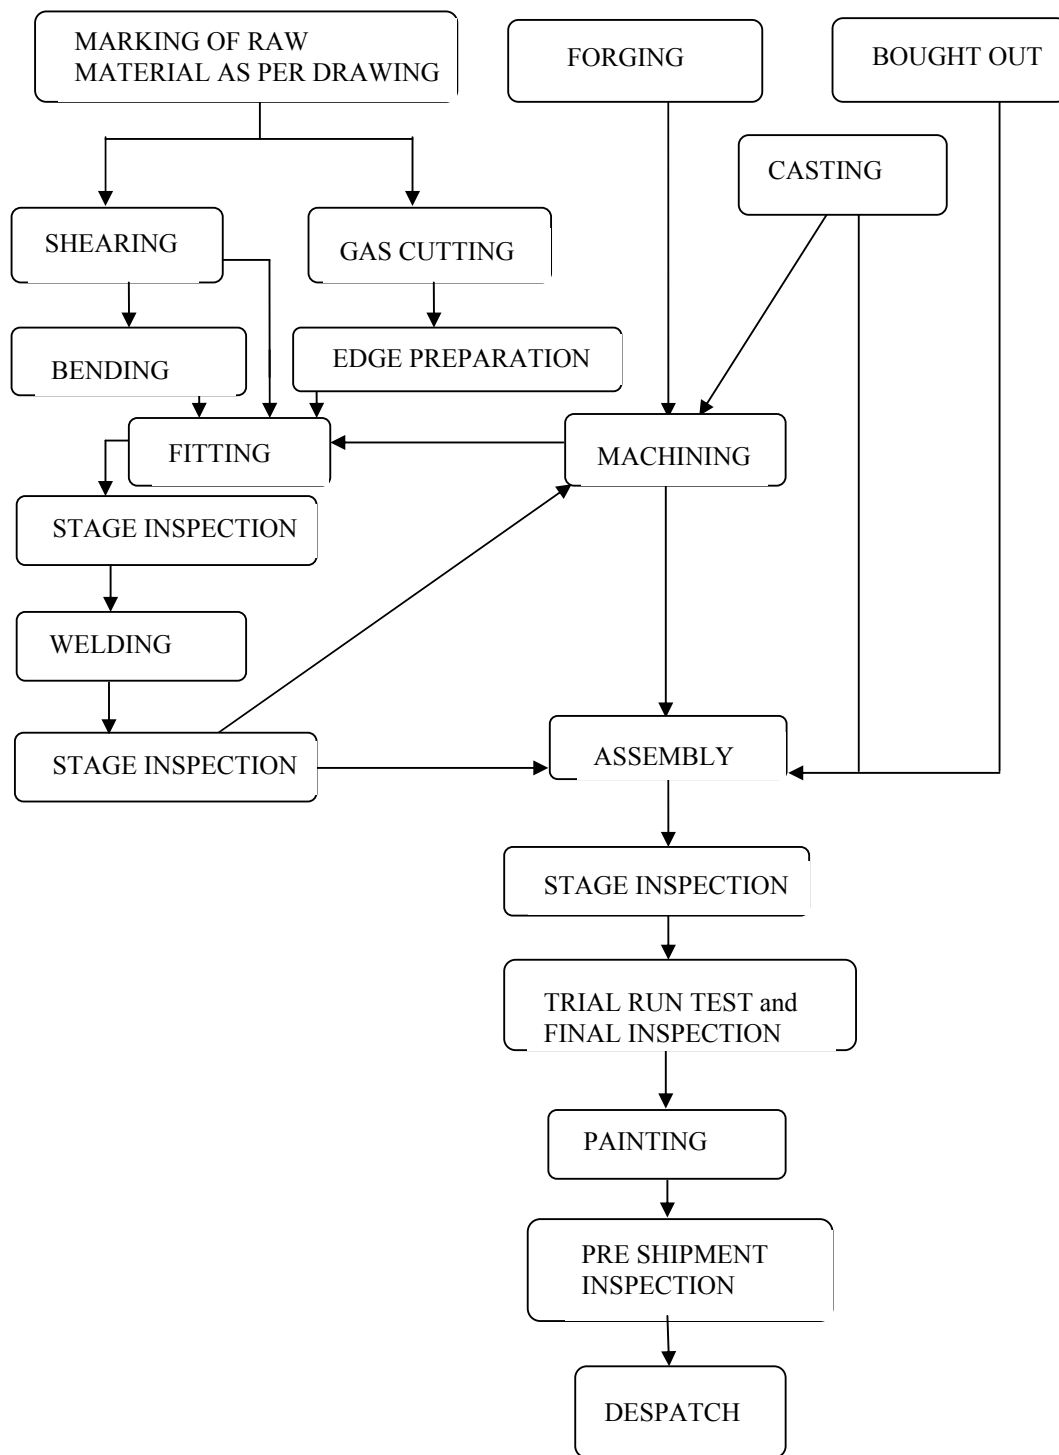 MARKING OF RAW
MATERIAL AS PER DRAWING
FORGING
BOUGHT OUT
CASTING
SHEARING
GAS CUTTING
BENDING
EDGE PREPARATION
FITTING
MACHINING
STAGE INSPECTION
WELDING
STAGE INSPECTION
ASSEMBLY
STAGE INSPECTION
TRIAL RUN TEST and
FINAL INSPECTION
PAINTING
PRE SHIPMENT
INSPECTION
DESPATCH